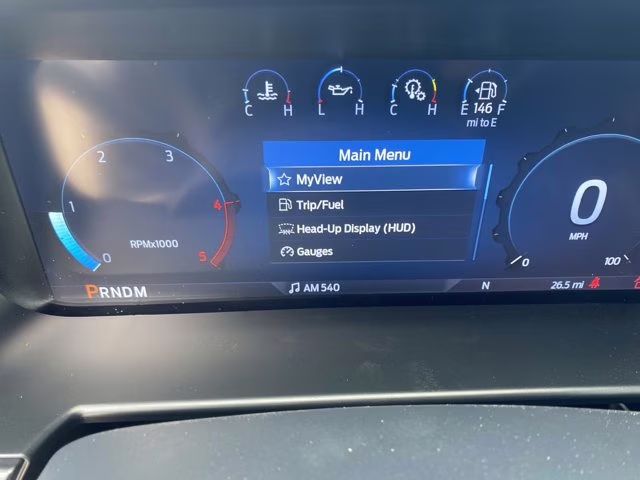 C H L H C H E 146 F
mi to E
Main Menu
MyView
Trip/Fuel
Head-Up Display (HUD)
Gauges
2 3
1 4
0 5
RPMx1000
0
MPH
0 100
PRNDM
AM 540
N
26.5 mi